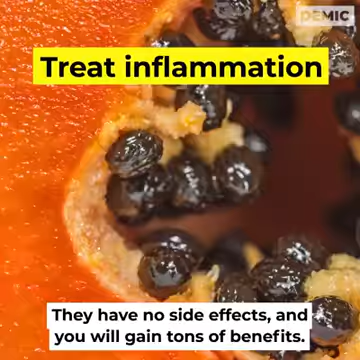 DEMIC
Treat inflammation
They have no side effects, and
you will gain tons of benefits.